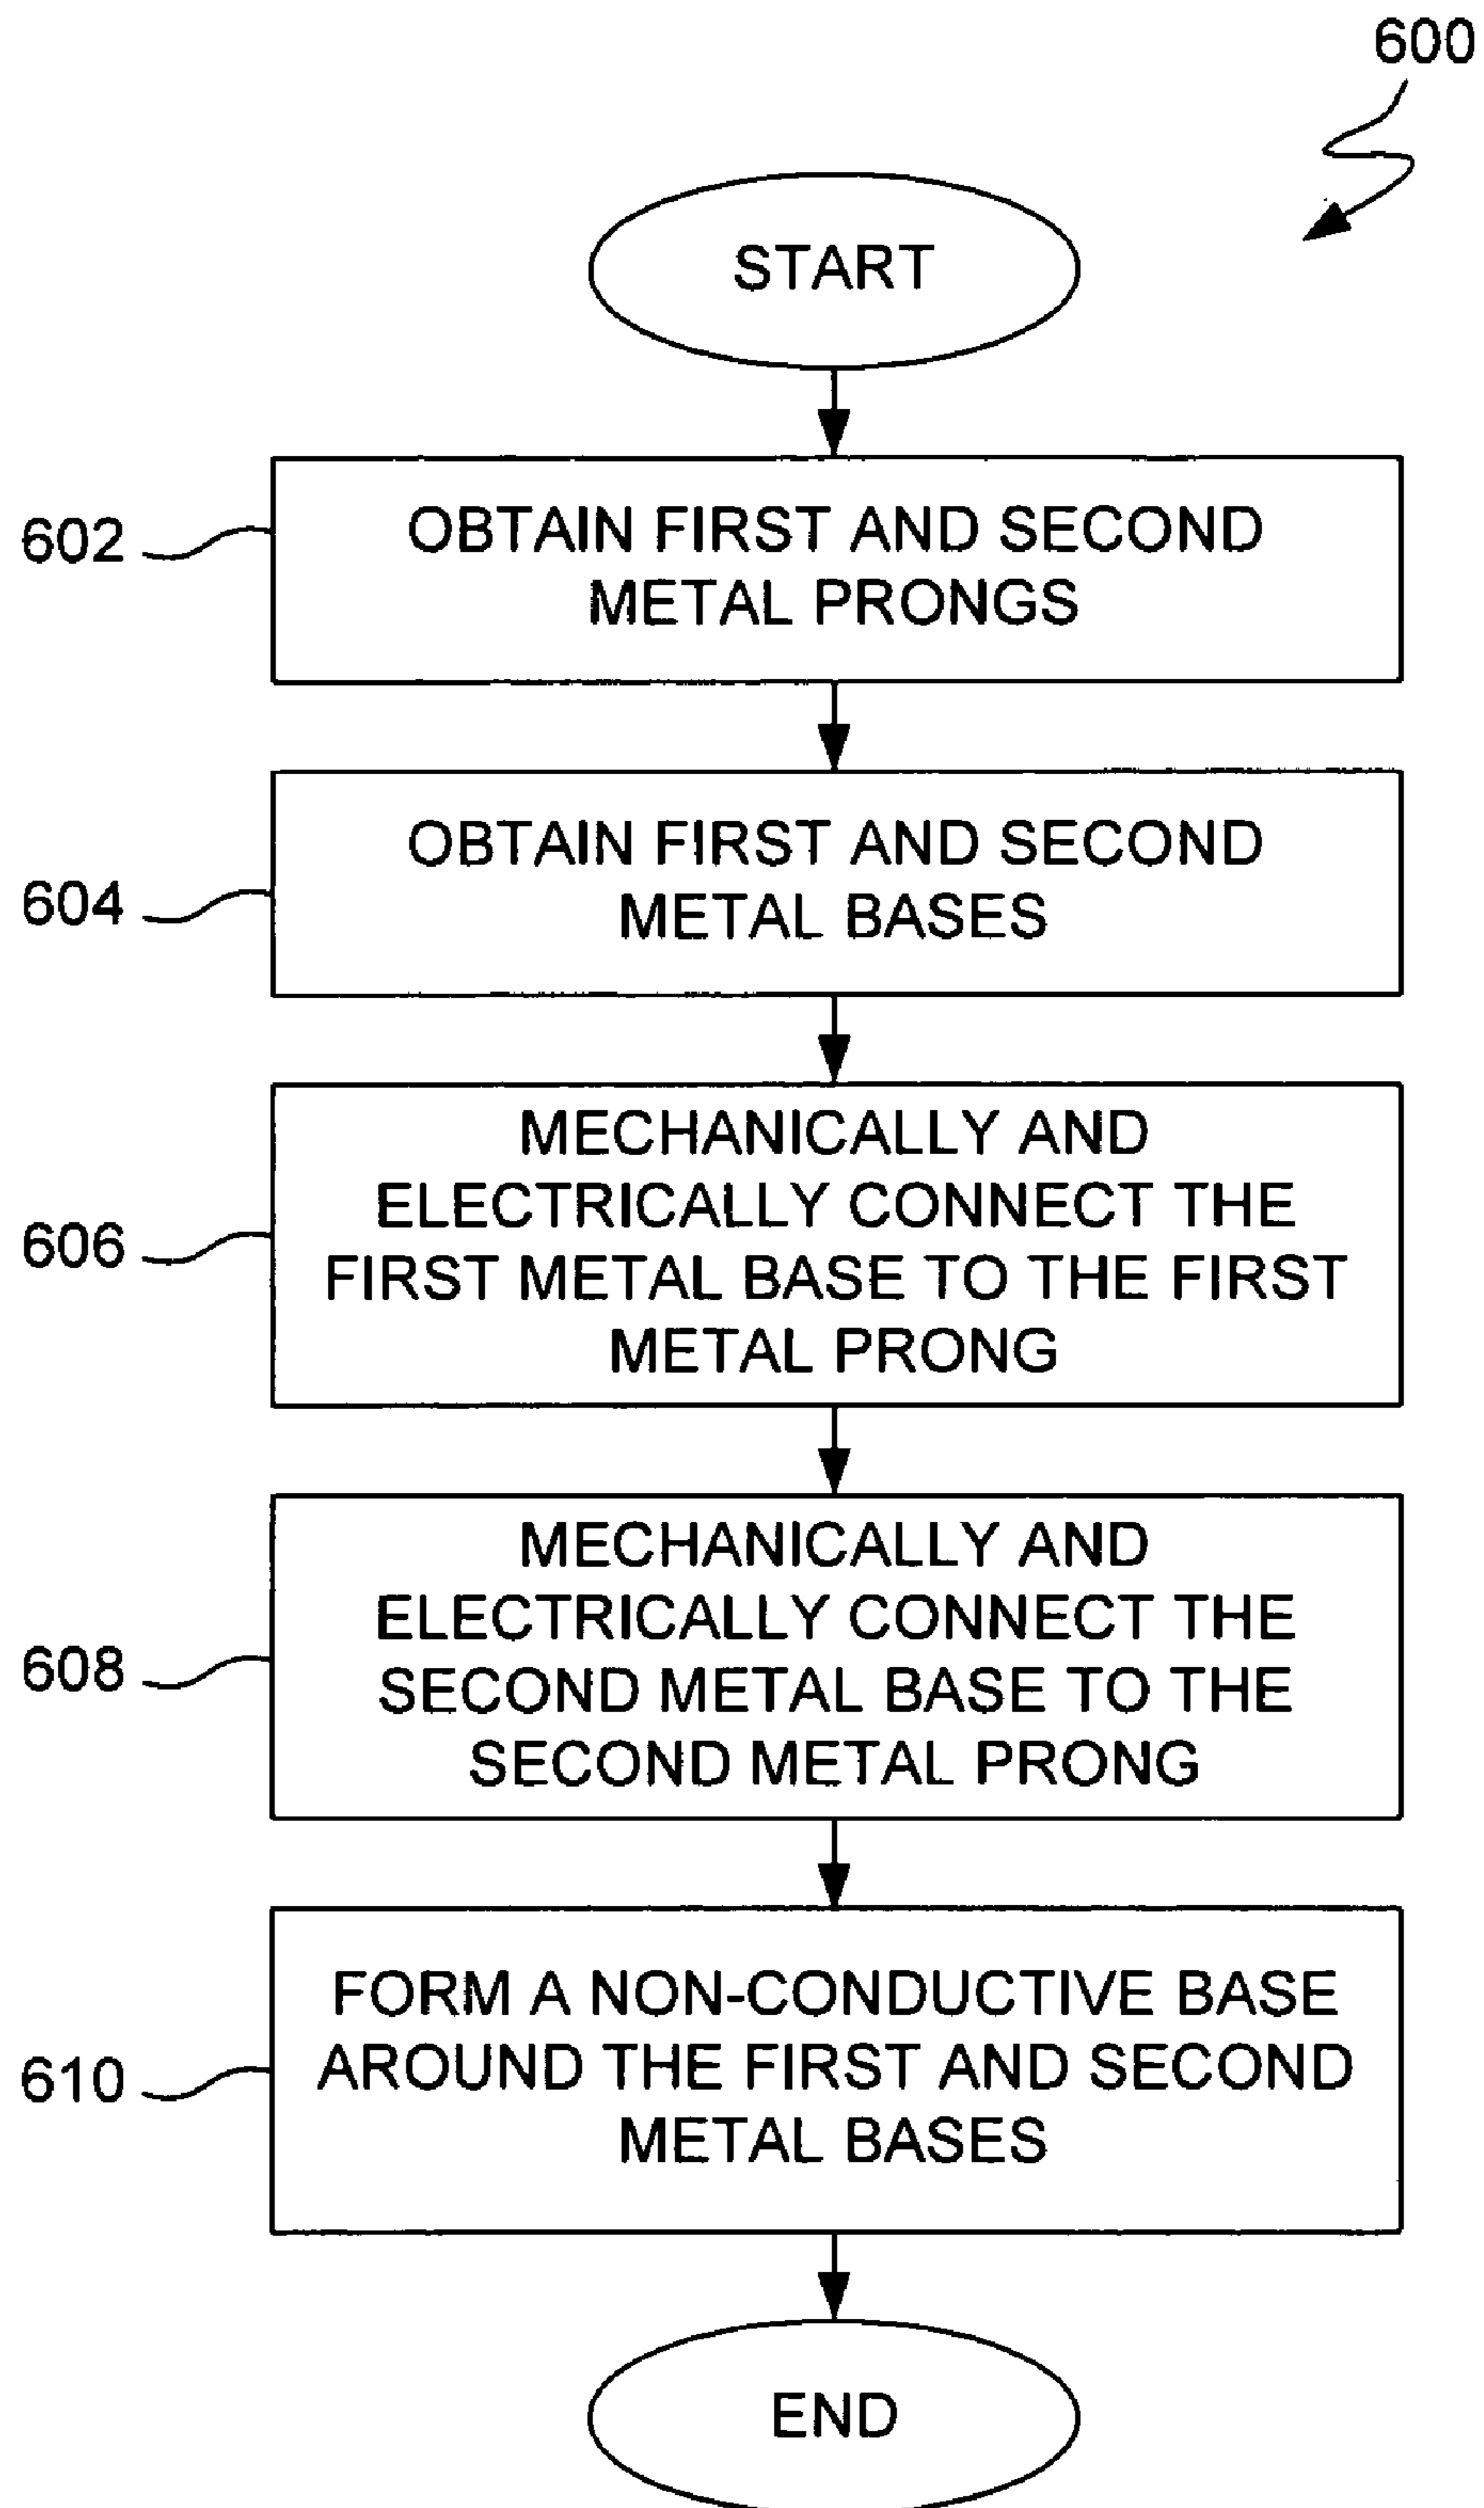 600
START
602
OBTAIN FIRST AND SECOND
METAL PRONGS
604
OBTAIN FIRST AND SECOND
METAL BASES
606
MECHANICALLY AND
ELECTRICALLY CONNECT THE
FIRST METAL BASE TO THE FIRST
METAL PRONG
608
MECHANICALLY AND
ELECTRICALLY CONNECT THE
SECOND METAL BASE TO THE
SECOND METAL PRONG
610
FORM A NON-CONDUCTIVE BASE
AROUND THE FIRST AND SECOND
METAL BASES
END